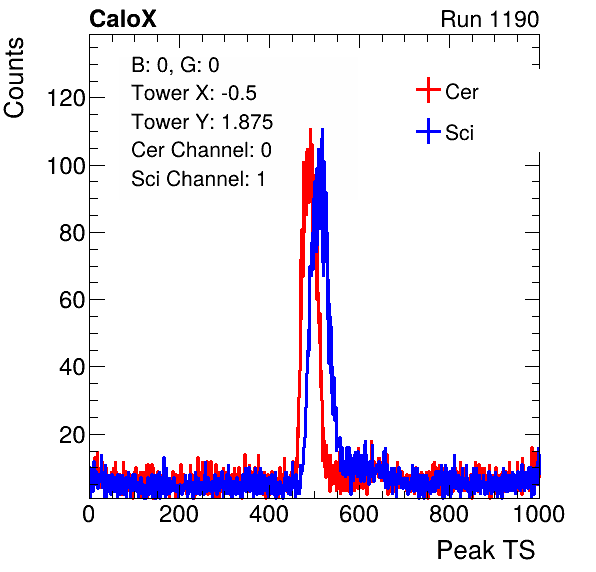 CaloX Run 1190
Counts
B: 0, G: 0
Tower X: -0.5
Tower Y: 1.875
Cer Channel: 0
Sci Channel: 1
Cer
Sci
120
100
80
60
40
20
0 200 400 600 800 1000
Peak TS